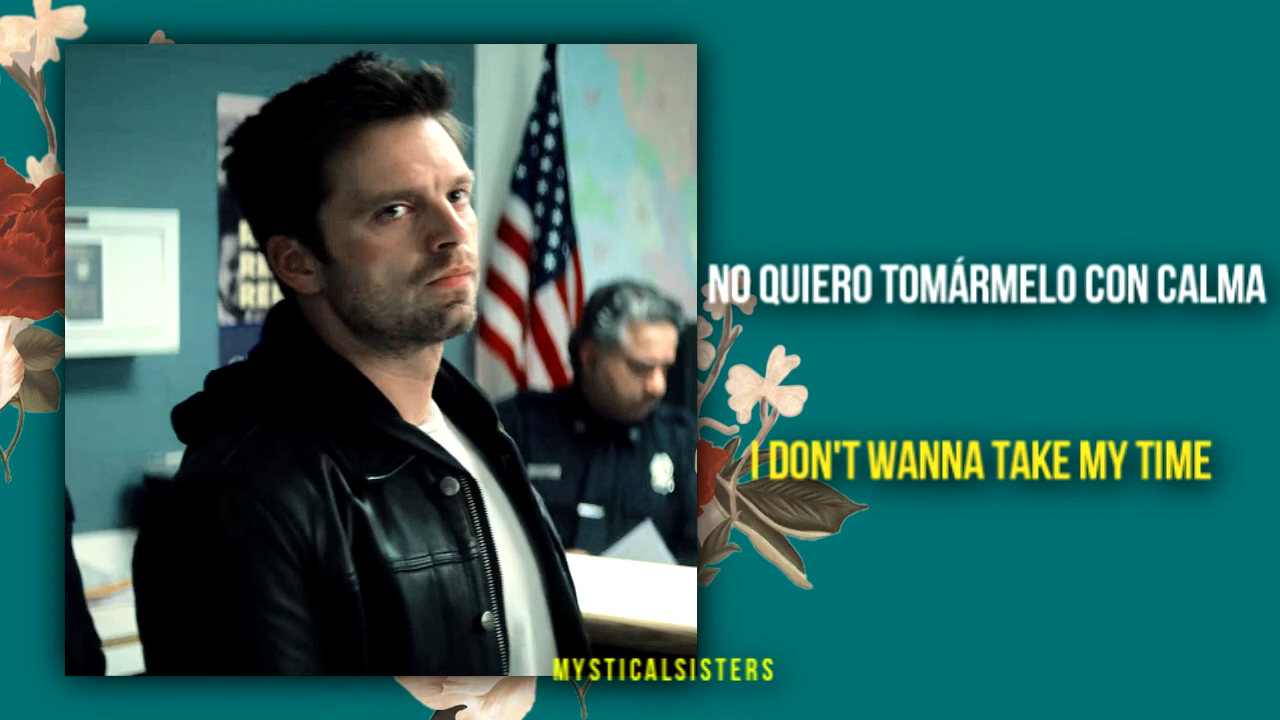 NO QUIERO TOMÁRMELO CON CALMA
I DON'T WANNA TAKE MY TIME
MYSTICALSISTERS